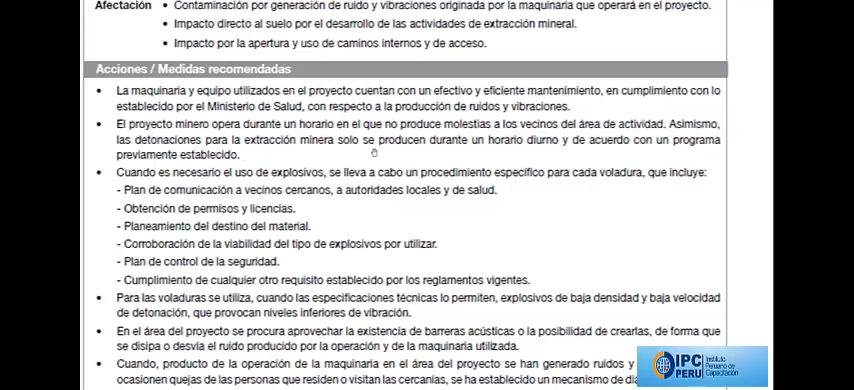 Afectación • Contaminación por generación de ruido y vibraciones originada por la maquinaria que operará en el proyecto.
• Impacto directo al suelo por el desarrollo de las actividades de extracción mineral.
• Impacto por la apertura y uso de caminos internos y de acceso.
Acciones / Medidas recomendadas
• La maquinaria y equipo utilizados en el proyecto cuentan con un efectivo y eficiente mantenimiento, en cumplimiento con lo
establecido por el Ministerio de Salud, con respecto a la producción de ruidos y vibraciones.
• El proyecto minero opera durante un horario en el que no produce molestias a los vecinos del área de actividad. Asimismo,
las detonaciones para la extracción minera solo se producen durante un horario diurno y de acuerdo con un programa
previamente establecido.
• Cuando es necesario el uso de explosivos, se lleva a cabo un procedimiento específico para cada voladura, que incluye:
- Plan de comunicación a vecinos cercanos, a autoridades locales y de salud.
- Obtención de permisos y licencias.
- Planeamiento del destino del material.
- Corroboración de la viabilidad del tipo de explosivos por utilizar.
- Plan de control de la seguridad.
- Cumplimiento de cualquier otro requisito establecido por los reglamentos vigentes.
• Para las voladuras se utiliza, cuando las especificaciones técnicas lo permiten, explosivos de baja densidad y baja velocidad
de detonación, que provocan niveles inferiores de vibración.
• En el área del proyecto se procura aprovechar la existencia de barreras acústicas o la posibilidad de crearlas, de forma que
se disipa o desvía el ruido producido por la operación y de la maquinaria utilizada.
• Cuando, producto de la operación de la maquinaria en el área del proyecto se han generado ruidos y
ocasionen quejas de las personas que residen o visitan las cercanías, se ha establecido un mecanismo de
IPC PERU Instituto Peruano de Capacitación